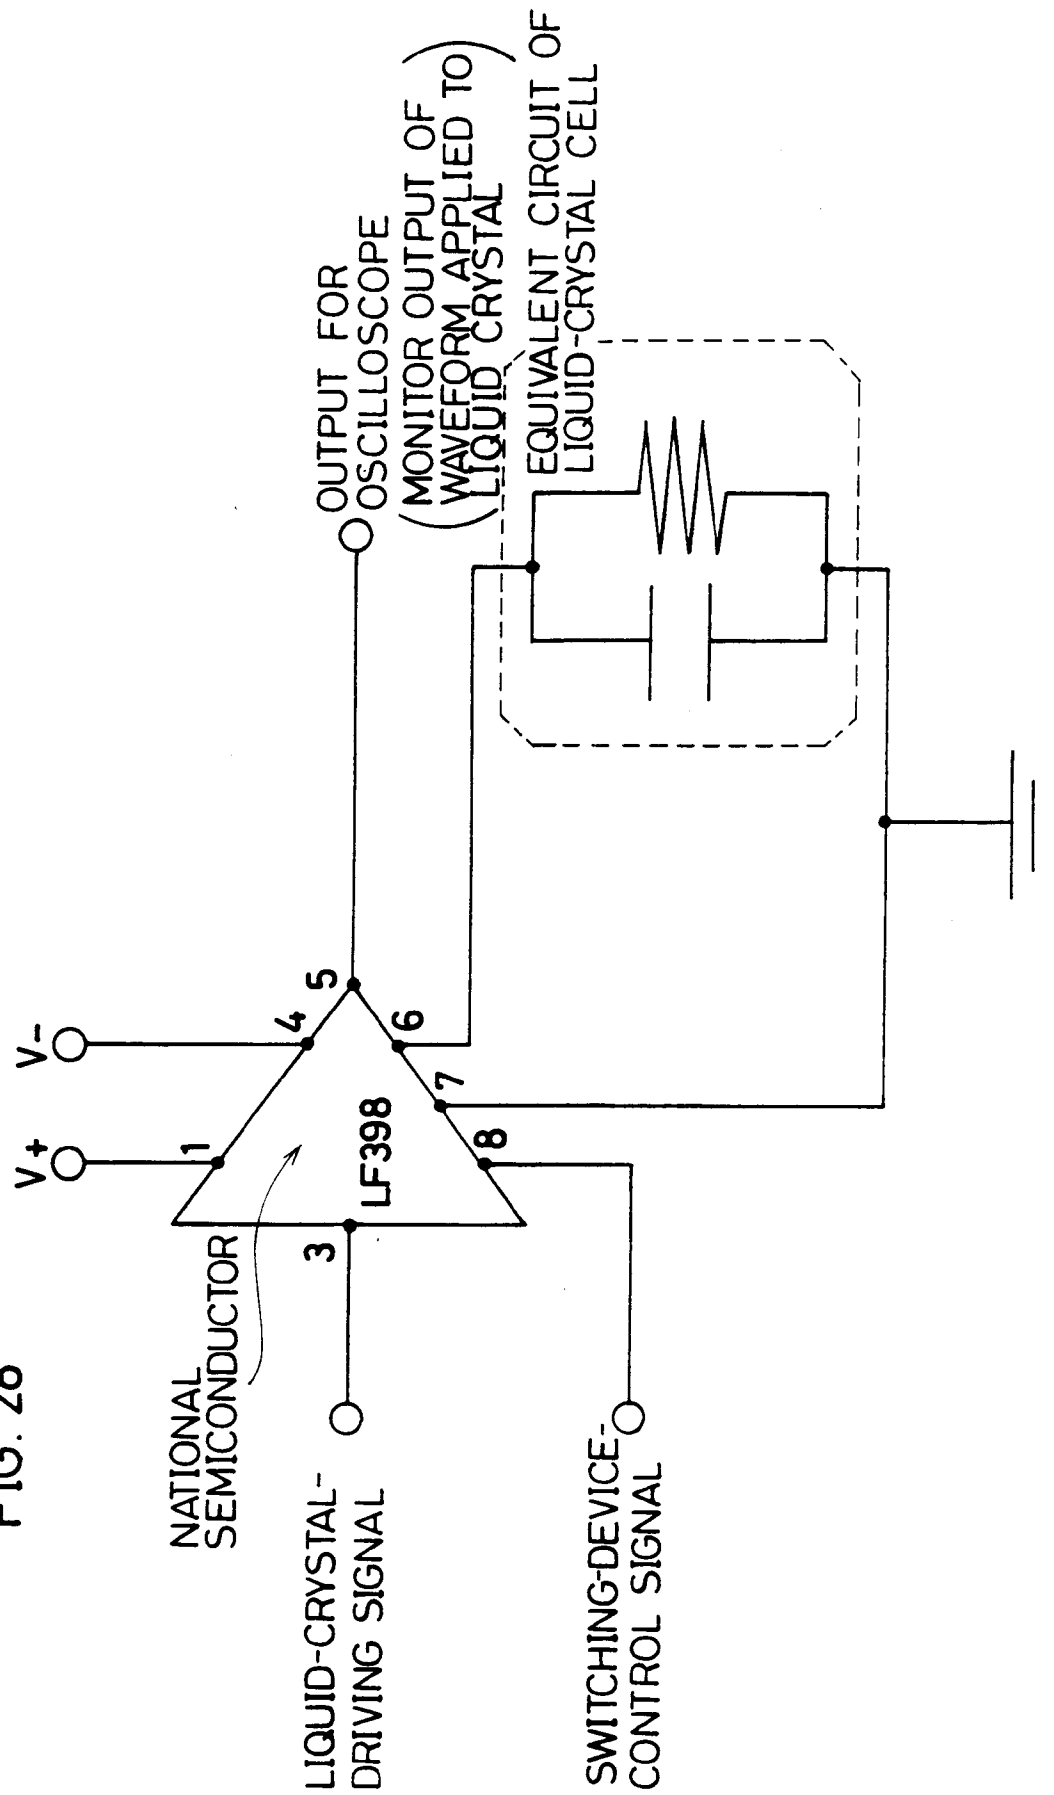 FIG. 28
V+
V-
NATIONAL
SEMICONDUCTOR
1
4
3
LF398
5
6
7
8
LIQUID-CRYSTAL-
DRIVING SIGNAL
SWITCHING-DEVICE-
CONTROL SIGNAL
OUTPUT FOR
OSCILLOSCOPE
(MONITOR OUTPUT OF
WAVEFORM APPLIED TO
LIQUID CRYSTAL)
EQUIVALENT CIRCUIT OF
LIQUID-CRYSTAL CELL